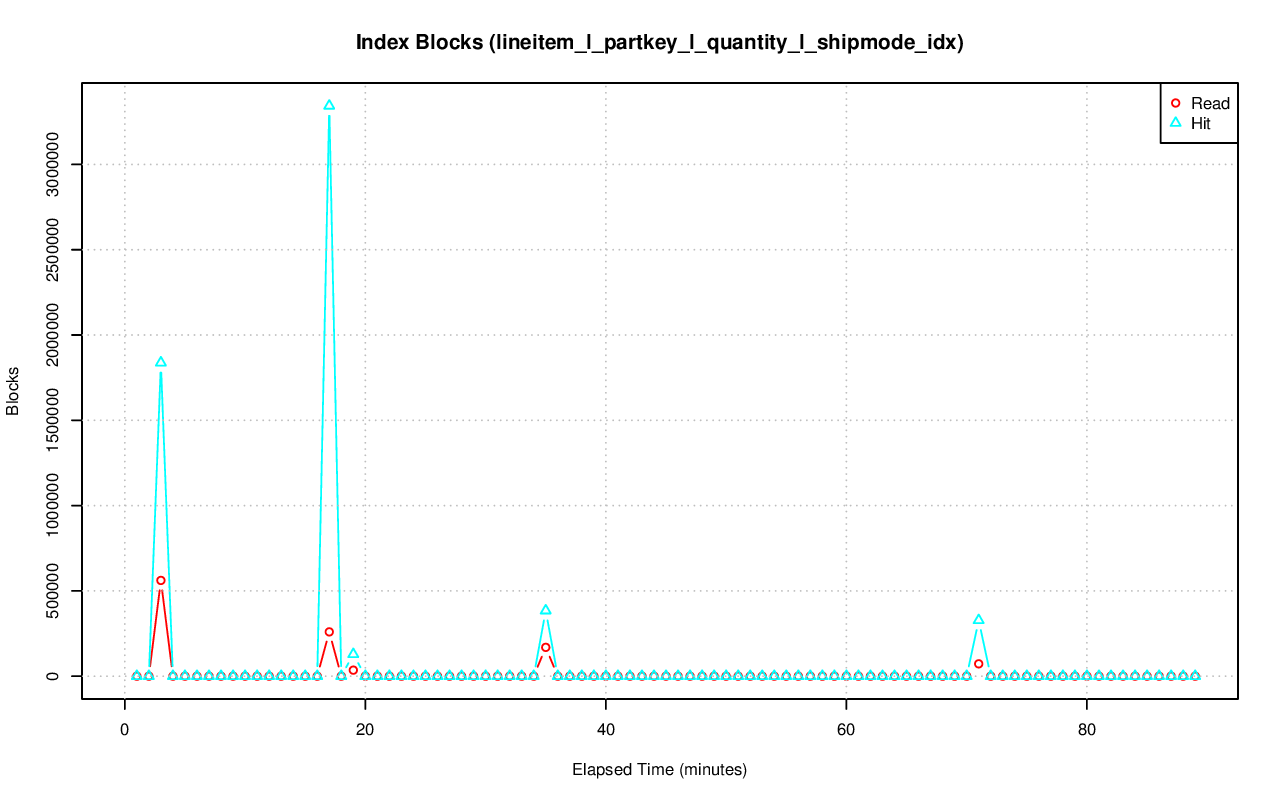 Index Blocks (lineitem_l_partkey_l_quantity_l_shipmode_idx)
Read
Hit
Blocks
3000000
2500000
2000000
1500000
1000000
500000
0
0 20 40 60 80
Elapsed Time (minutes)